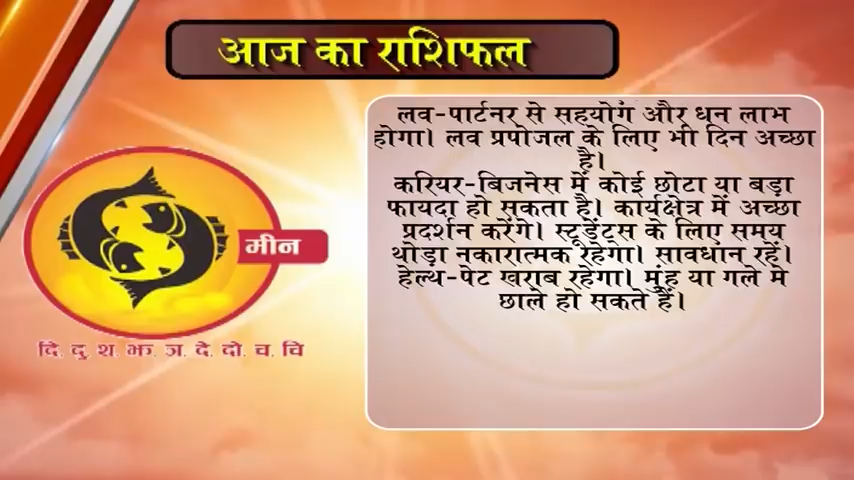 आज का राशिफल
लव-पार्टनर से सहयोग और धन लाभ
होगा। लव प्रपोजल के लिए भी दिन अच्छा
है।
करियर-बिजनेस में कोई छोटा या बड़ा
फायदा हो सकता है। कार्यक्षेत्र में अच्छा
प्रदर्शन करेंगे। स्टूडेंट्स के लिए समय
थोड़ा नकारात्मक रहेगा। सावधान रहें।
हेल्थ-पेट खराब रहेगा। मुंह या गले मे
छाले हो सकते हैं।
मीन
दि. दु. श. झ. ञ. दे. दो. च. चि